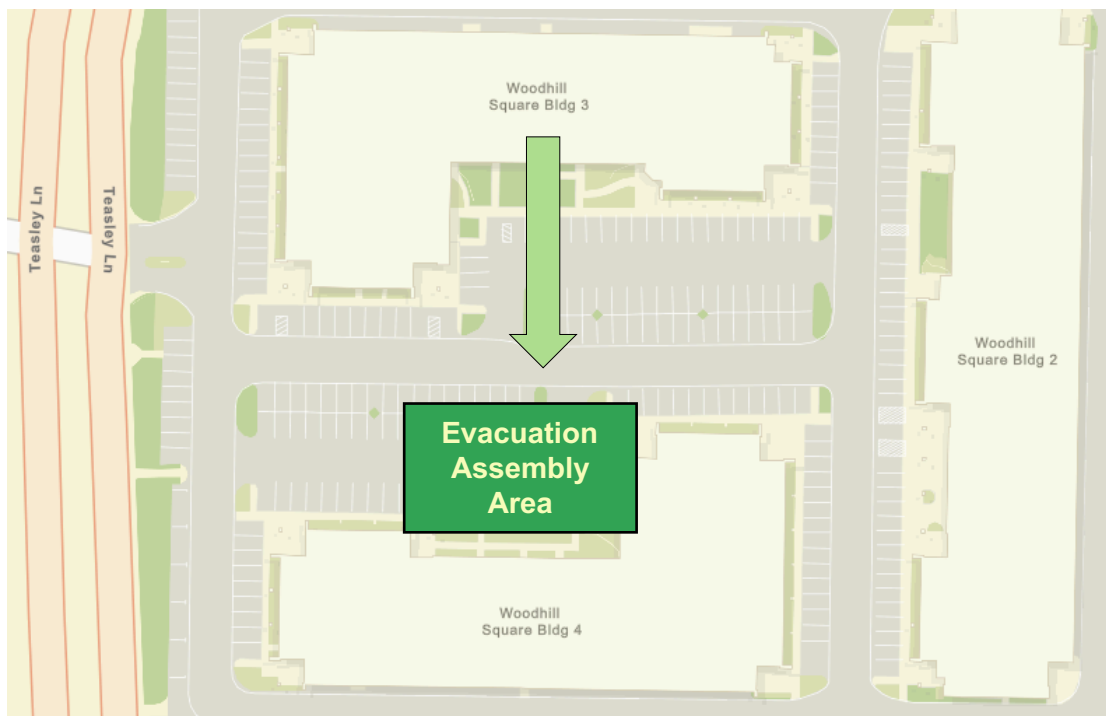 Woodhill
Square Bldg 3
Teasley Ln
Teasley Ln
Woodhill
Square Bldg 2
Evacuation
Assembly
Area
Woodhill
Square Bldg 4